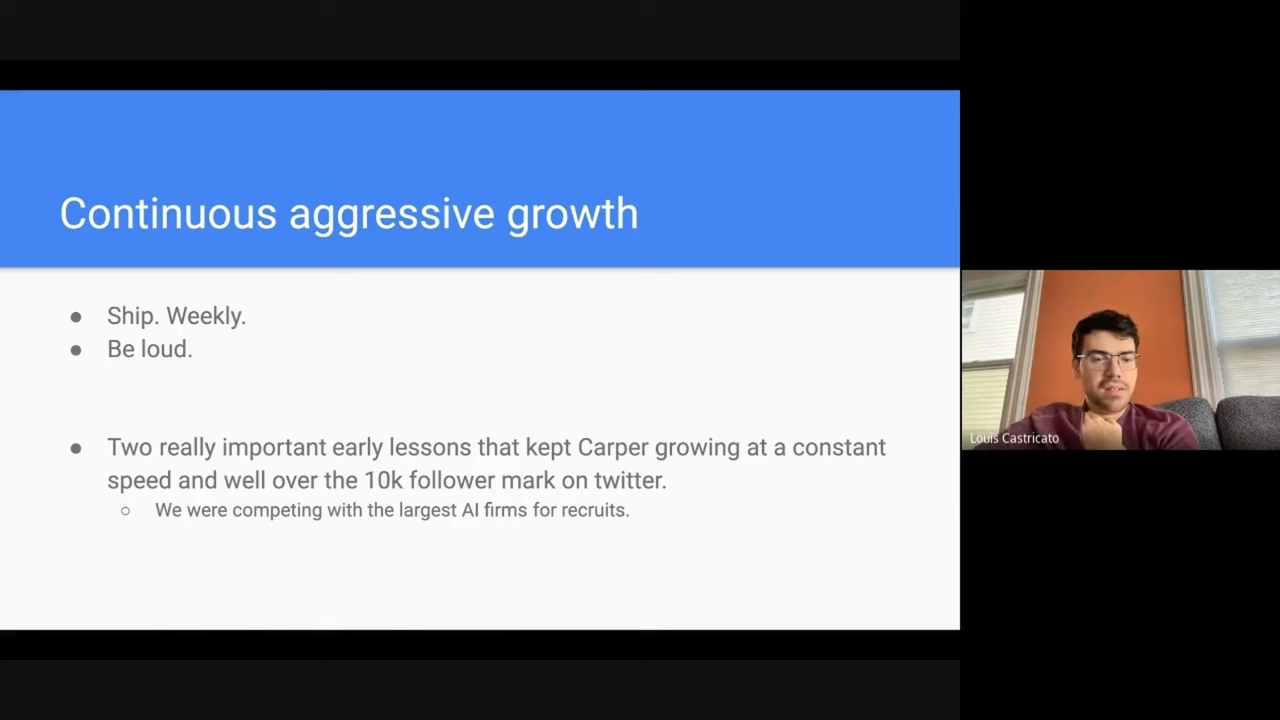 Continuous aggressive growth
● Ship. Weekly.
● Be loud.
● Two really important early lessons that kept Carper growing at a constant
speed and well over the 10k follower mark on twitter.
○ We were competing with the largest AI firms for recruits.
Louis Castricato